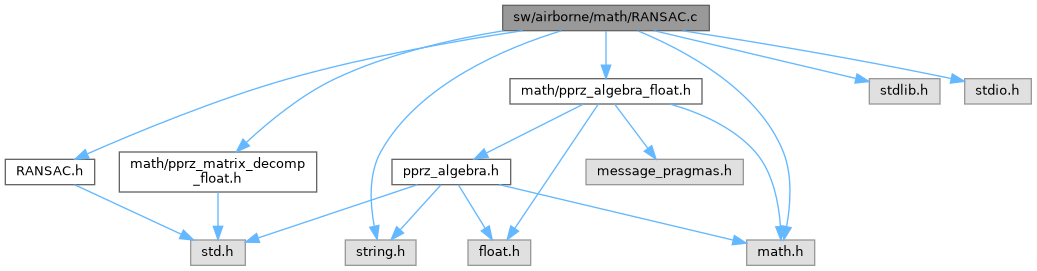 sw/airborne/math/RANSAC.c
math/pprz_algebra_float.h
stdlib.h
stdio.h
RANSAC.h
math/pprz_matrix_decomp
_float.h
pprz_algebra.h
message_pragmas.h
std.h
string.h
float.h
math.h